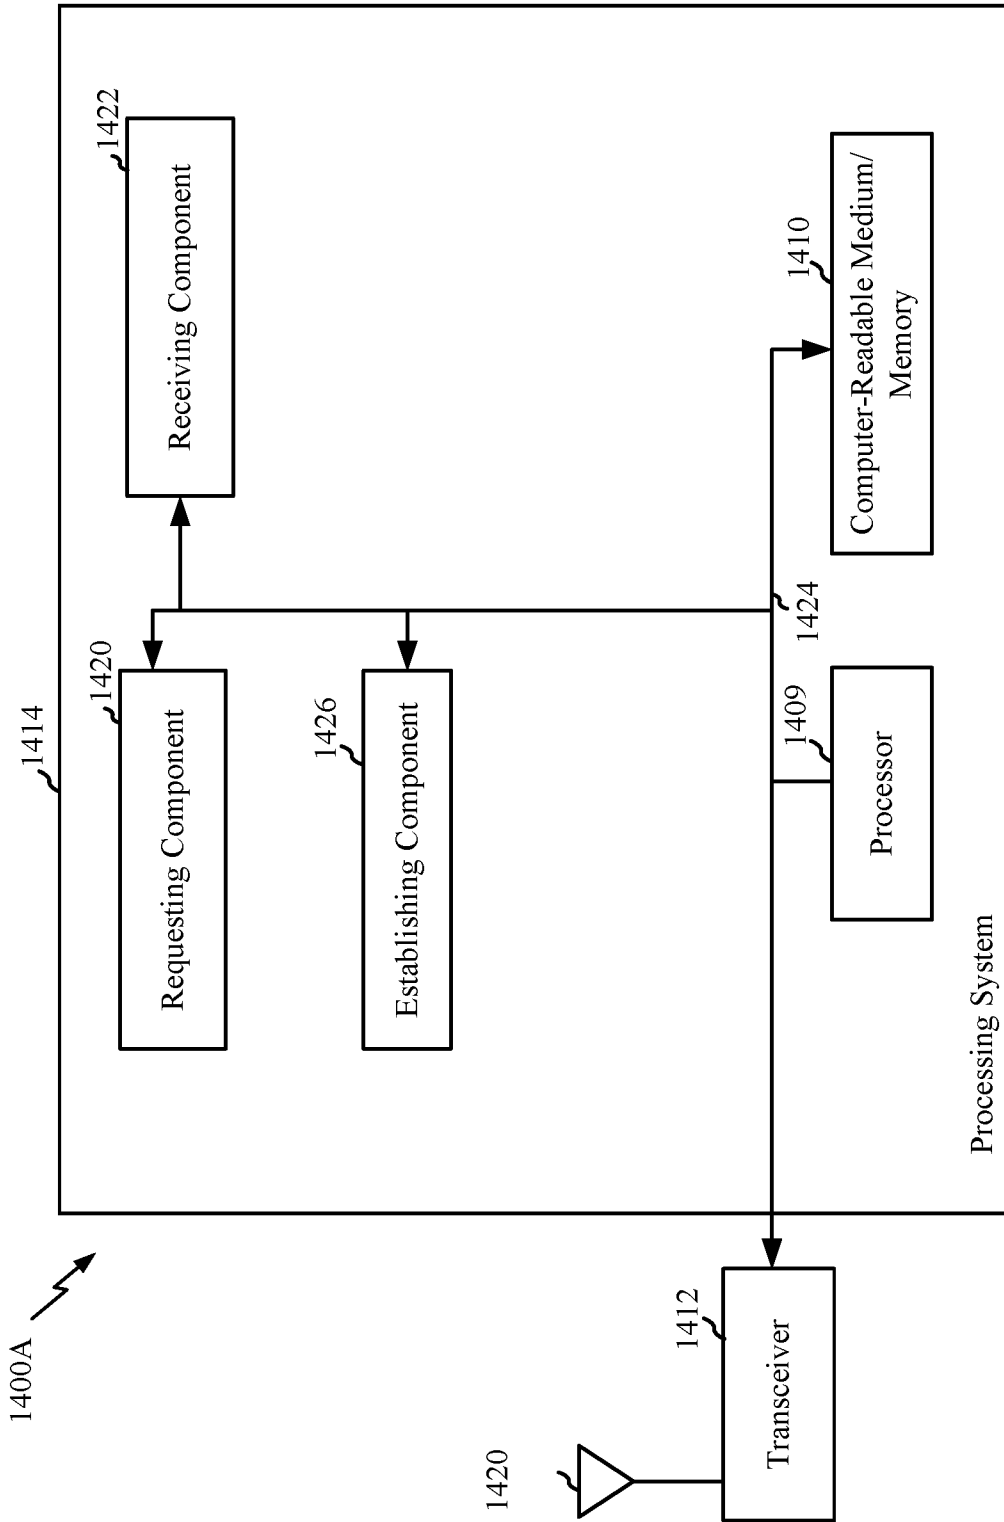 1400A
1414
1420
Requesting Component
1422
Receiving Component
1426
Establishing Component
1424
1412
Transceiver
1420
1409
Processor
1410
Computer-Readable Medium/
Memory
Processing System